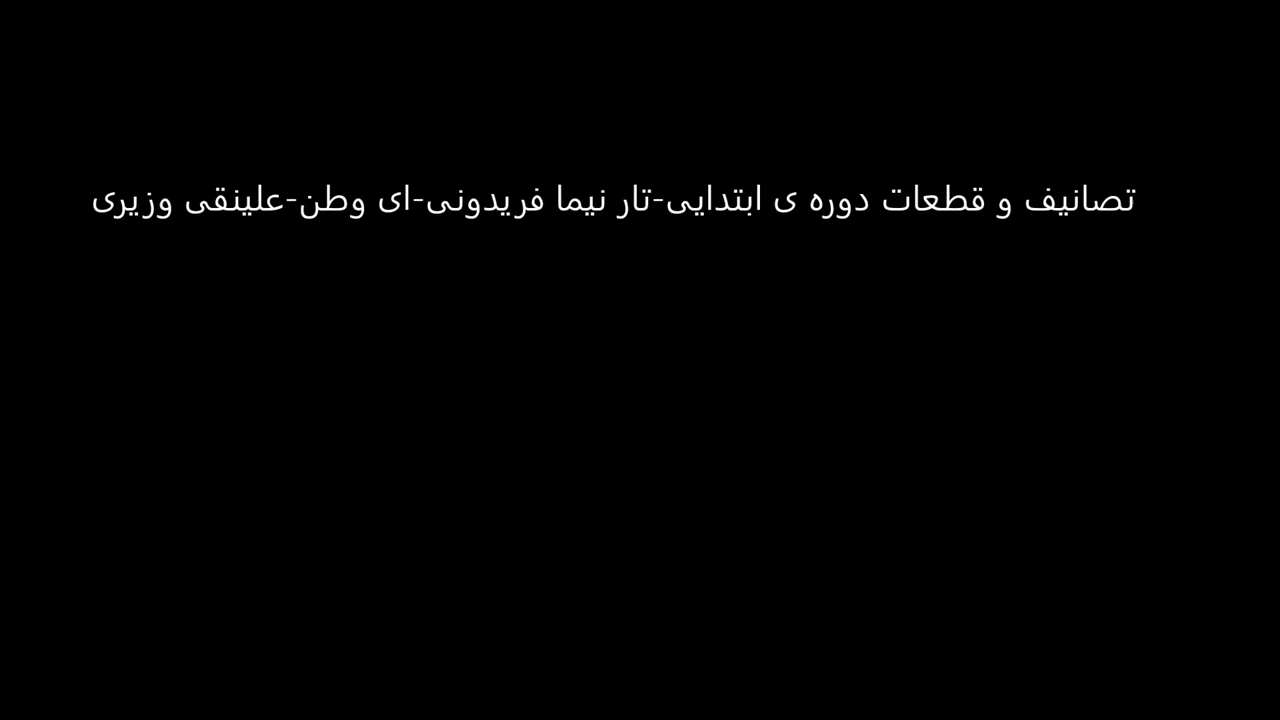 تصانیف و قطعات دوره ی ابتدایی-تار نیما فریدونی-ای وطن-علینقی وزیری